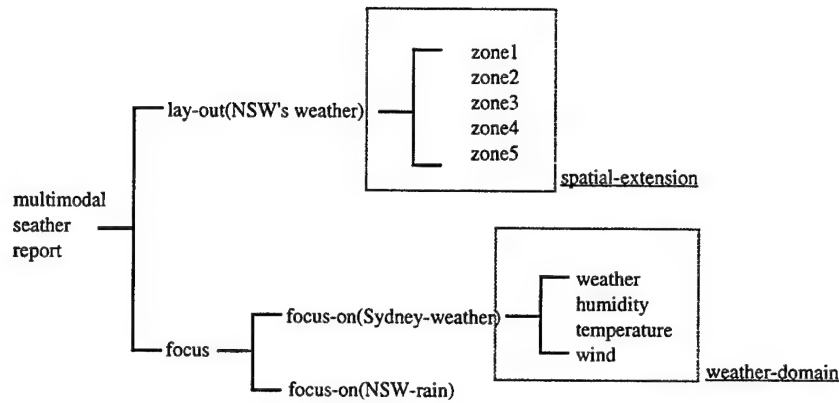 zone1
zone2
lay-out(NSW's weather)
zone3
zone4
zone5
spatial-extension
multimodal
seather
report
weather
focus-on(Sydney-weather)
humidity
temperature
focus
wind
weather-domain
focus-on(NSW-rain)